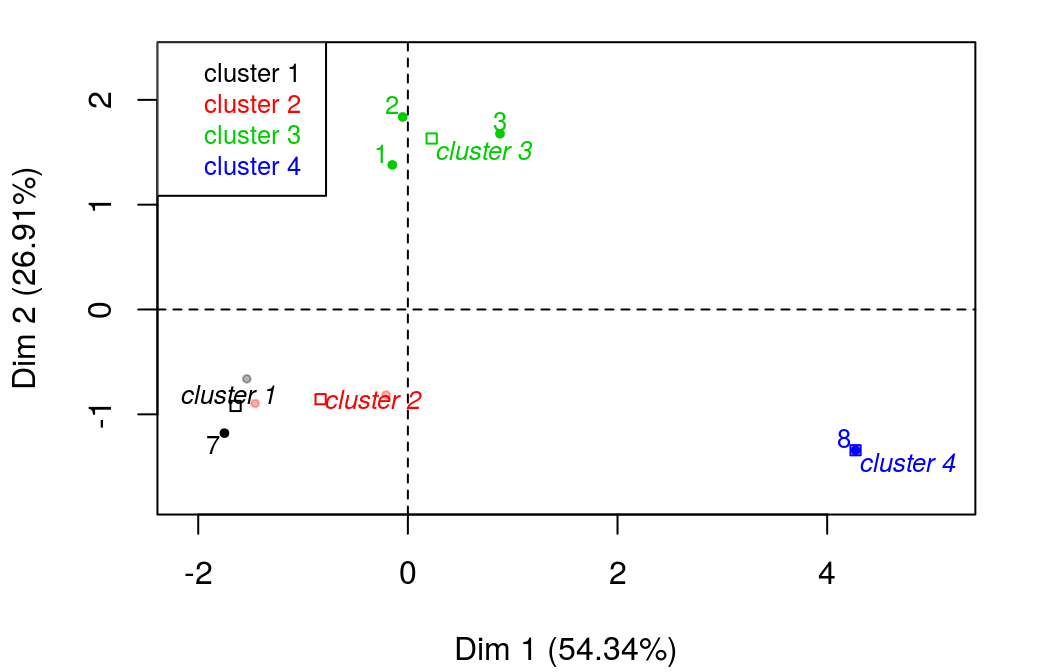 cluster 1
cluster 2
cluster 3
cluster 4
2
3
1
cluster 3
cluster 1
cluster 2
7
8
cluster 4
2
1
0
-1
-2
0
2
4
Dim 2 (26.91%)
Dim 1 (54.34%)